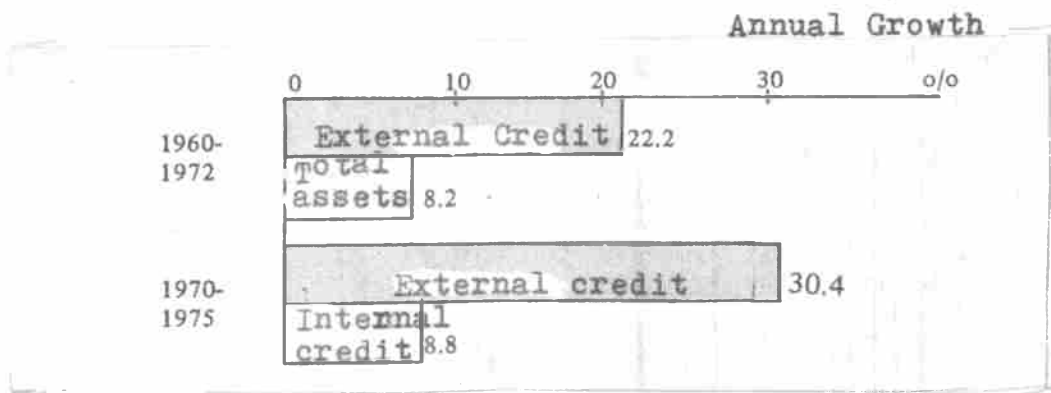 Annual Growth
0 10 20 30 o/o
External Credit 22.2
1960-
1972
Total
assets 8.2
External credit 30.4
1970-
1975
Internal
credit 8.8